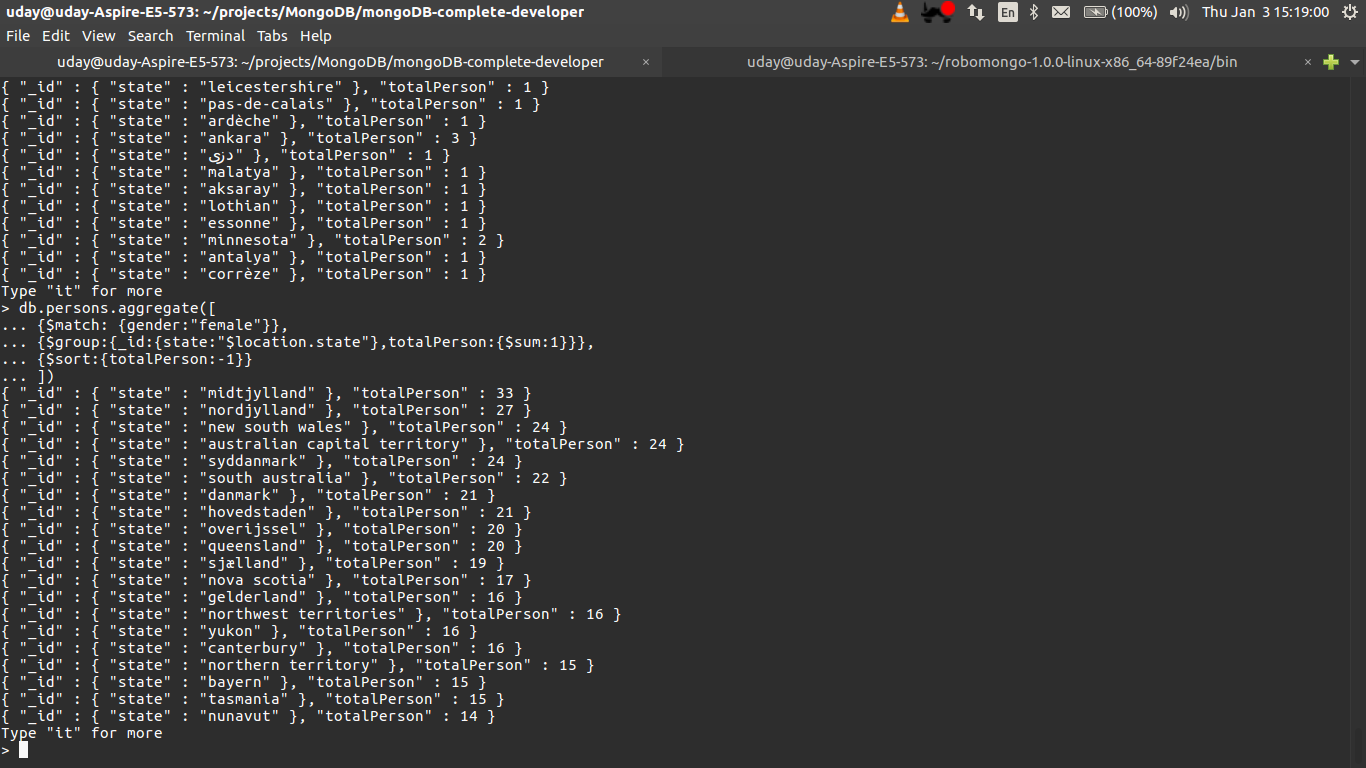 uday@uday-Aspire-E5-573: ~/projects/MongoDB/mongoDB-complete-developer En (100%) Thu Jan 3 15:19:00
File Edit View Search Terminal Tabs Help
uday@uday-Aspire-E5-573: ~/projects/MongoDB/mongoDB-complete-developer × uday@uday-Aspire-E5-573: ~/robomongo-1.0.0-linux-x86_64-89f24ea/bin ×
{ "_id" : { "state" : "leicestershire" }, "totalPerson" : 1 }
{ "_id" : { "state" : "pas-de-calais" }, "totalPerson" : 1 }
{ "_id" : { "state" : "ardèche" }, "totalPerson" : 1 }
{ "_id" : { "state" : "ankara" }, "totalPerson" : 3 }
{ "_id" : { "state" : "دزی" }, "totalPerson" : 1 }
{ "_id" : { "state" : "malatya" }, "totalPerson" : 1 }
{ "_id" : { "state" : "aksaray" }, "totalPerson" : 1 }
{ "_id" : { "state" : "lothian" }, "totalPerson" : 1 }
{ "_id" : { "state" : "essonne" }, "totalPerson" : 1 }
{ "_id" : { "state" : "minnesota" }, "totalPerson" : 2 }
{ "_id" : { "state" : "antalya" }, "totalPerson" : 1 }
{ "_id" : { "state" : "corrèze" }, "totalPerson" : 1 }
Type "it" for more
> db.persons.aggregate([
... {$match: {gender:"female"}},
... {$group:{_id:{state:"$location.state"},totalPerson:{$sum:1}}},
... {$sort:{totalPerson:-1}}
... ])
{ "_id" : { "state" : "midtjylland" }, "totalPerson" : 33 }
{ "_id" : { "state" : "nordjylland" }, "totalPerson" : 27 }
{ "_id" : { "state" : "new south wales" }, "totalPerson" : 24 }
{ "_id" : { "state" : "australian capital territory" }, "totalPerson" : 24 }
{ "_id" : { "state" : "syddanmark" }, "totalPerson" : 24 }
{ "_id" : { "state" : "south australia" }, "totalPerson" : 22 }
{ "_id" : { "state" : "danmark" }, "totalPerson" : 21 }
{ "_id" : { "state" : "hovedstaden" }, "totalPerson" : 21 }
{ "_id" : { "state" : "overijssel" }, "totalPerson" : 20 }
{ "_id" : { "state" : "queensland" }, "totalPerson" : 20 }
{ "_id" : { "state" : "sjælland" }, "totalPerson" : 19 }
{ "_id" : { "state" : "nova scotia" }, "totalPerson" : 17 }
{ "_id" : { "state" : "gelderland" }, "totalPerson" : 16 }
{ "_id" : { "state" : "northwest territories" }, "totalPerson" : 16 }
{ "_id" : { "state" : "yukon" }, "totalPerson" : 16 }
{ "_id" : { "state" : "canterbury" }, "totalPerson" : 16 }
{ "_id" : { "state" : "northern territory" }, "totalPerson" : 15 }
{ "_id" : { "state" : "bayern" }, "totalPerson" : 15 }
{ "_id" : { "state" : "tasmania" }, "totalPerson" : 15 }
{ "_id" : { "state" : "nunavut" }, "totalPerson" : 14 }
Type "it" for more
>